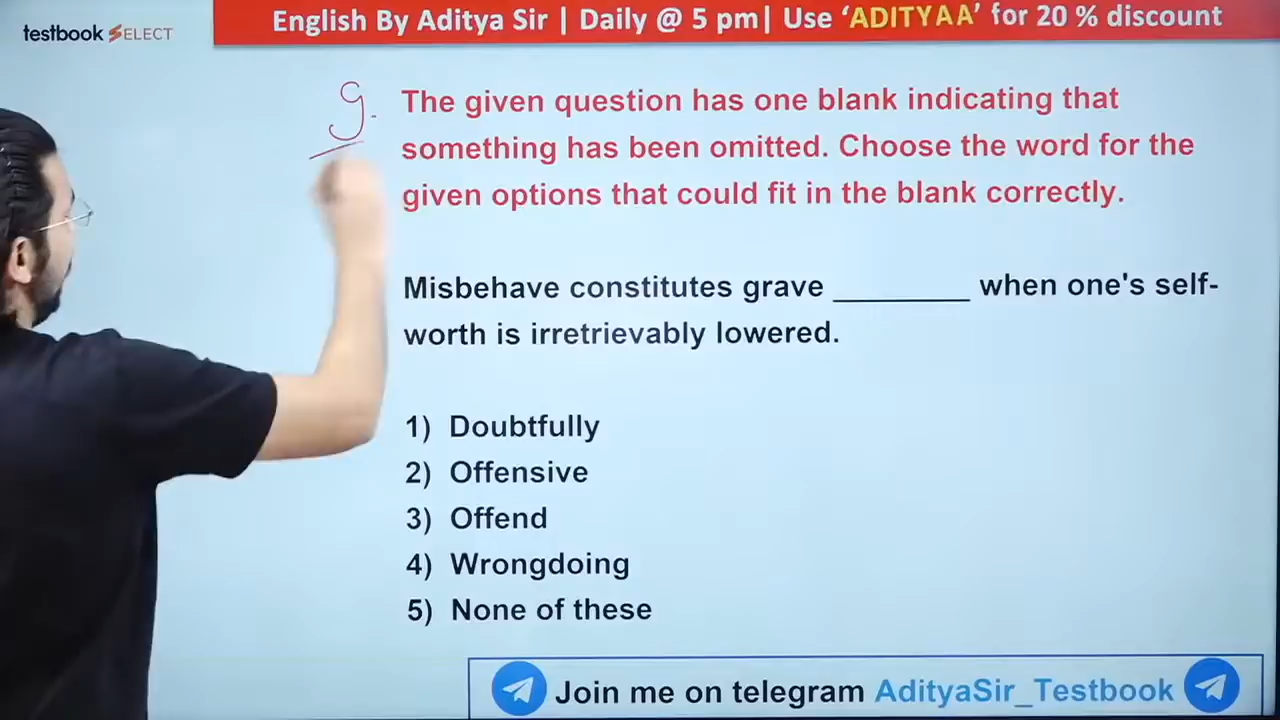 testbook SELECT
English By Aditya Sir | Daily @ 5 pm| Use ‘ADITYAA’ for 20 % discount
9.
The given question has one blank indicating that
something has been omitted. Choose the word for the
given options that could fit in the blank correctly.
Misbehave constitutes grave _________ when one's self-
worth is irretrievably lowered.
1) Doubtfully
2) Offensive
3) Offend
4) Wrongdoing
5) None of these
Join me on telegram AdityaSir_Testbook